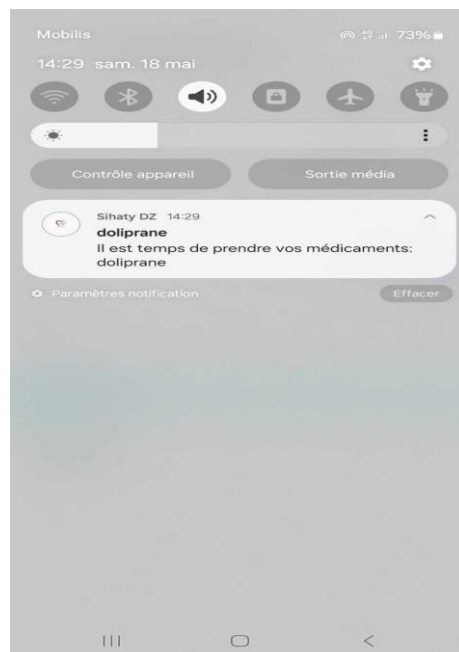 Mobilis 73%
14:29 sam. 18 mai
Contrôle appareil Sortie média
Sihaty DZ 14:29
doliprane
Il est temps de prendre vos médicaments:
doliprane
Paramètres notification Effacer